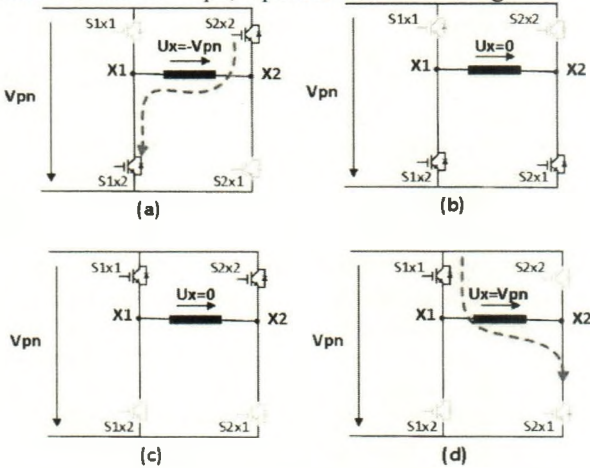 S1x1 S2x2
Ux=-Vpn
X1 X2
Vpn
S1x2 S2x1
(a)
S1x1 S2x2
Ux=0
X1 X2
Vpn
S1x2 S2x1
(b)
S1x1 S2x2
Ux=0
X1 X2
Vpn
S1x2 S2x1
(c)
S1x1 S2x2
Ux=Vpn
X1 X2
Vpn
S1x2 S2x1
(d)